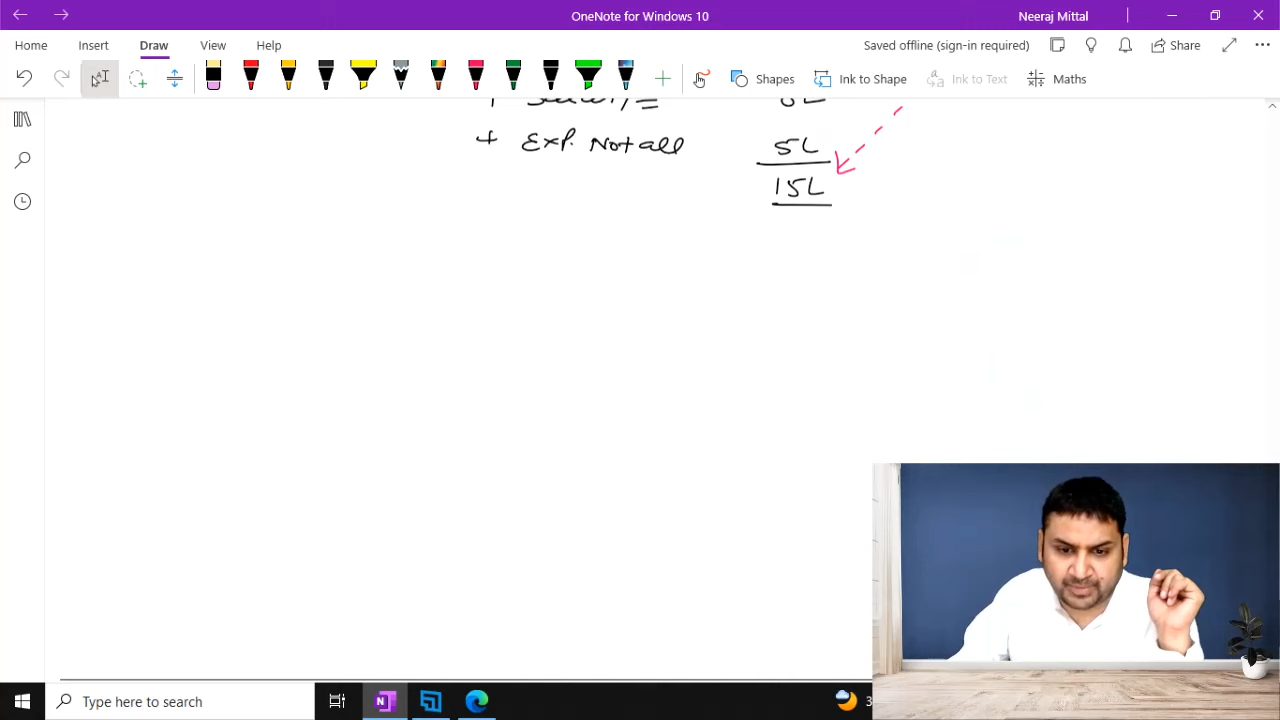 OneNote for Windows 10
Neeraj Mittal
Home Insert Draw View Help
Saved offline (sign-in required)
Share
Shapes
Ink to Shape
Ink to Text
Maths
+ Exp. Not all 5L
15L
Type here to search
3